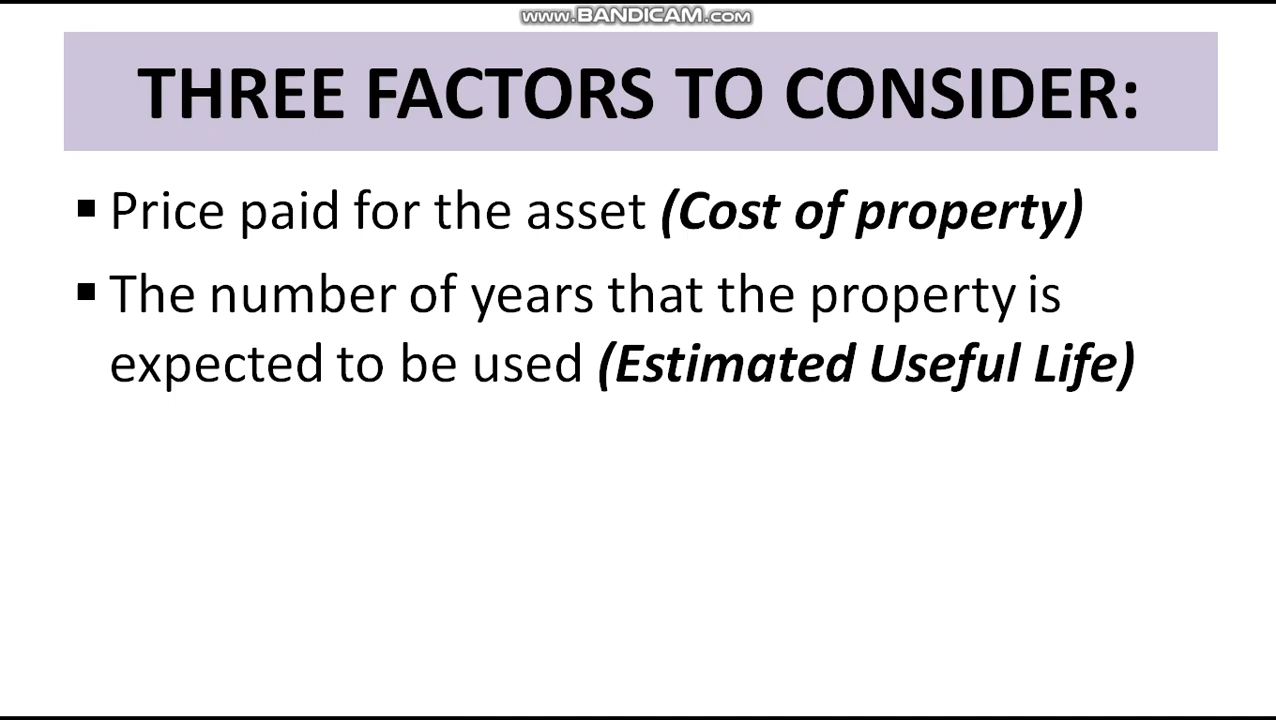 www.BANDICAM.com
THREE FACTORS TO CONSIDER:
▪ Price paid for the asset (Cost of property)
▪ The number of years that the property is
expected to be used (Estimated Useful Life)